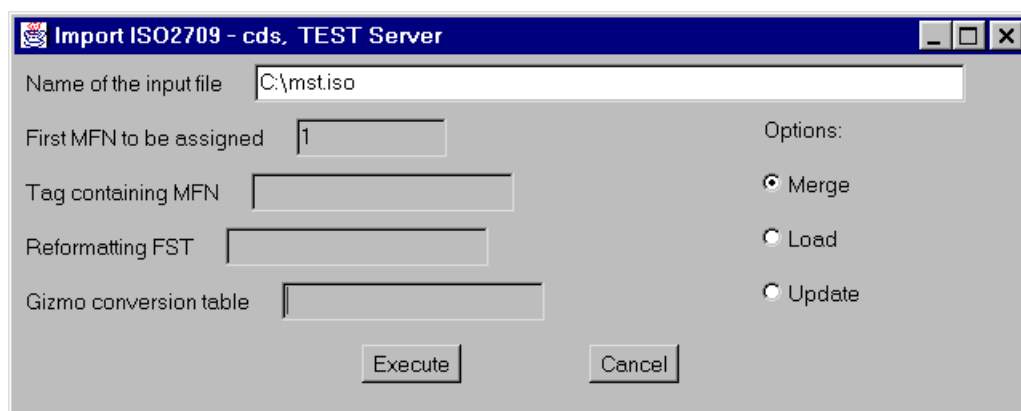 Import ISO2709 - cds, TEST Server
Name of the input file C:\mst.iso
First MFN to be assigned 1 Options:
Tag containing MFN Merge
Reformatting FST Load
Gizmo conversion table Update
Execute Cancel